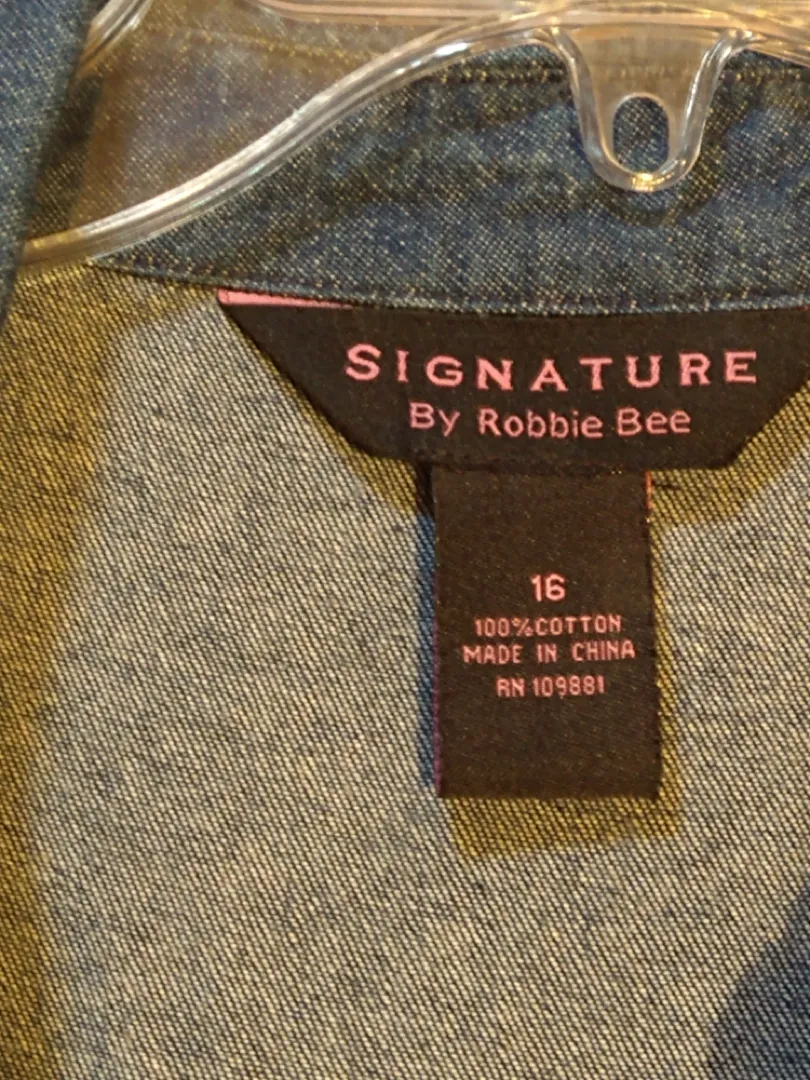 SIGNATURE
By Robbie Bee
16
100%COTTON
MADE IN CHINA
RN 109881